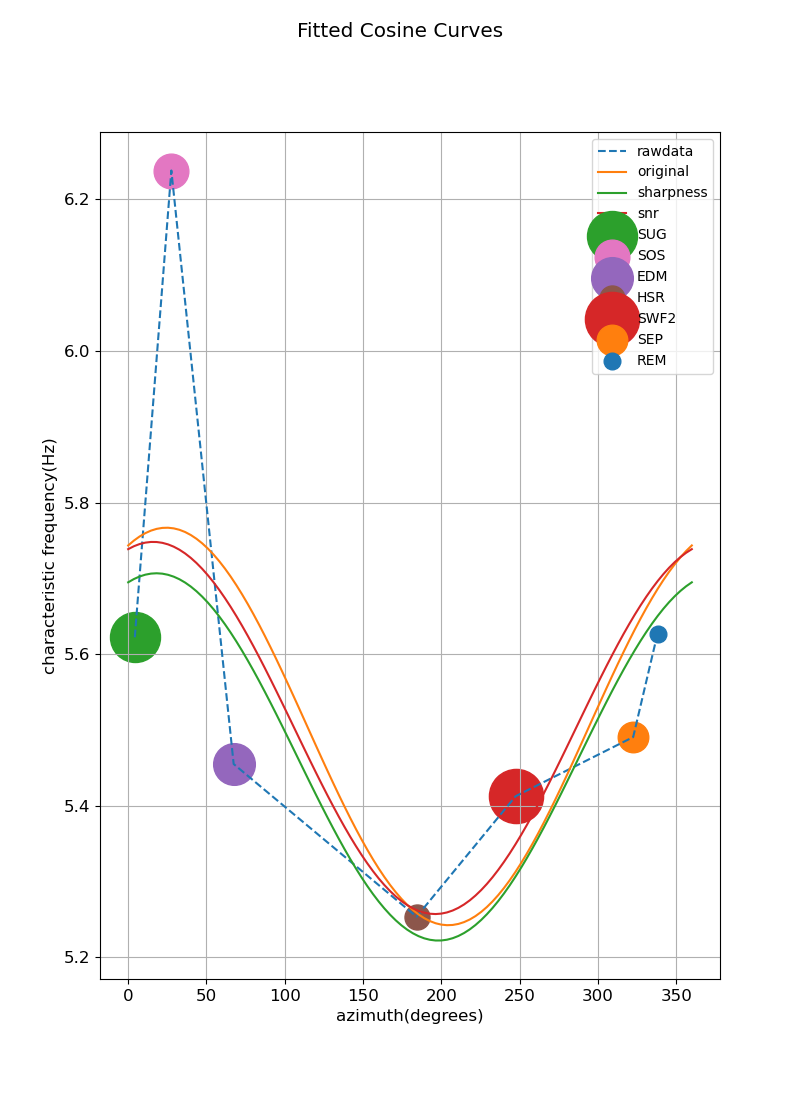 Fitted Cosine Curves
rawdata
original
sharpness
snr
SUG
SOS
EDM
HSR
SWF2
SEP
REM
6.2
6.0
5.8
5.6
5.4
5.2
characteristic frequency(Hz)
0 50 100 150 200 250 300 350
azimuth(degrees)